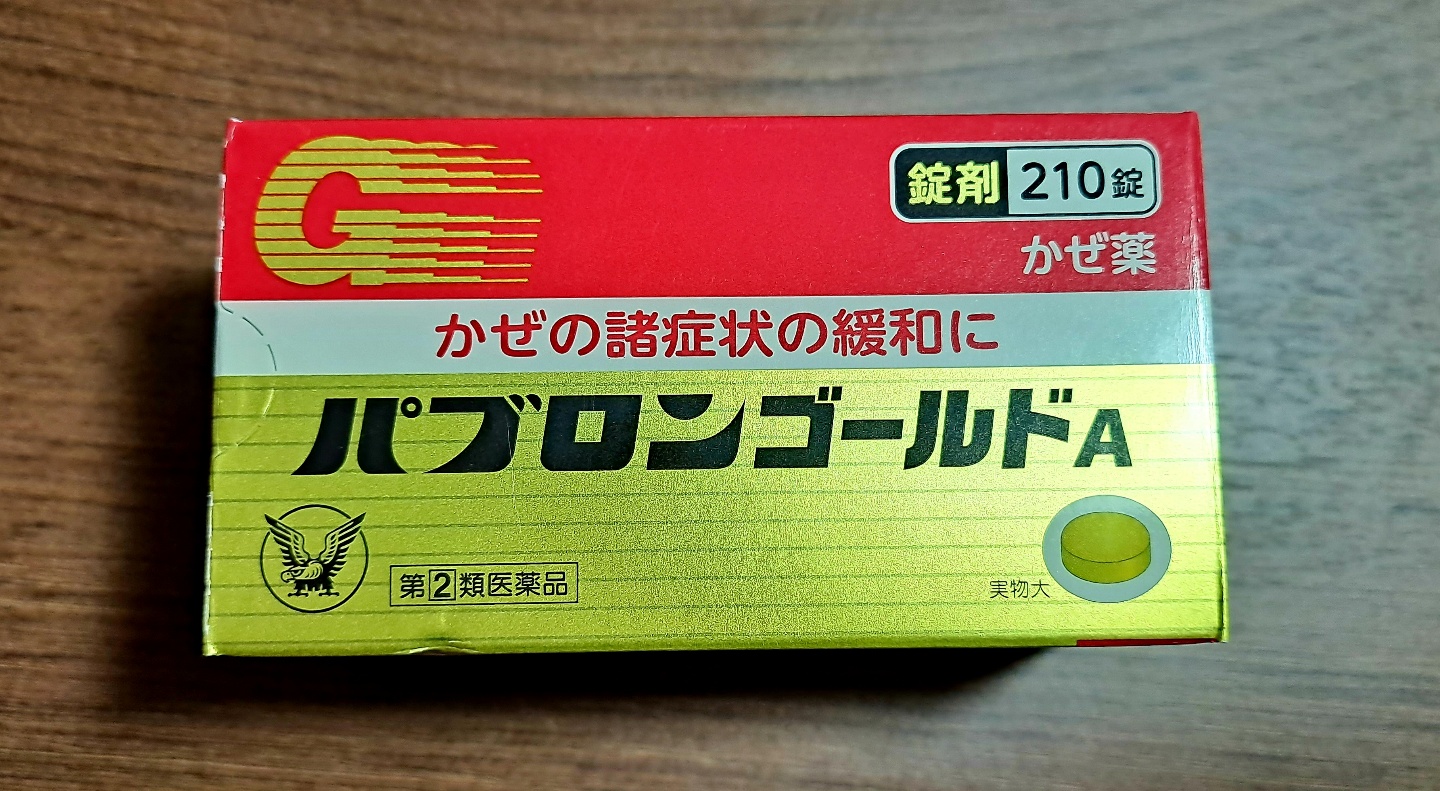 G
錠剤 210錠
かぜ薬
かぜの諸症状の緩和に
パブロンゴールドA
第2類医薬品
実物大